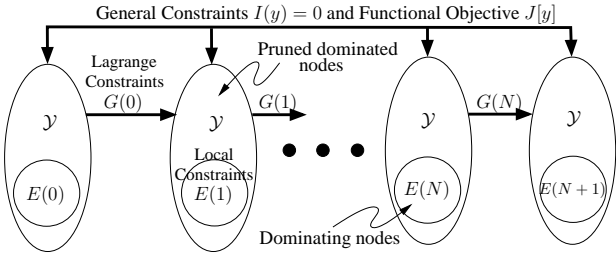 General Constraints I(y) = 0 and Functional Objective J[y]
Lagrange
Constraints
G(0)
Pruned dominated
nodes
G(1)
G(N)
𝒴
𝒴
𝒴
𝒴
Local
Constraints
E(0)
E(1)
E(N)
E(N + 1)
Dominating nodes